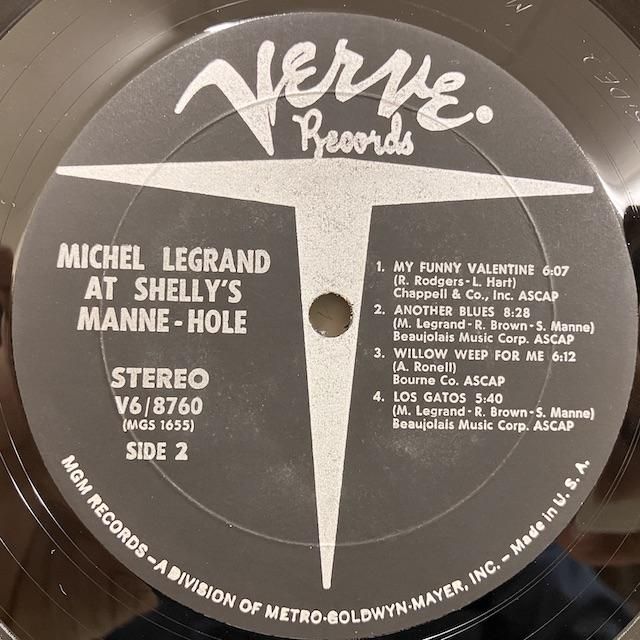 Verve
Records
MICHEL LEGRAND
AT SHELLY'S
MANNE-HOLE
STEREO
V6/8760
(MGS 1655)
SIDE 2
1. MY FUNNY VALENTINE 6:07
(R. Rodgers-L. Hart)
Chappell & Co., Inc. ASCAP
2. ANOTHER BLUES 8:28
(M. Legrand-R. Brown-S. Manne)
Beaujolais Music Corp. ASCAP
3. WILLOW WEEP FOR ME 6:12
(A. Ronell)
Bourne Co. ASCAP
4. LOS GATOS 5:40
(M. Legrand-R. Brown-S. Manne)
Beaujolais Music Corp. ASCAP
MGM RECORDS – A DIVISION OF METRO-GOLDWYN-MAYER, INC. – Made in U. S. A.